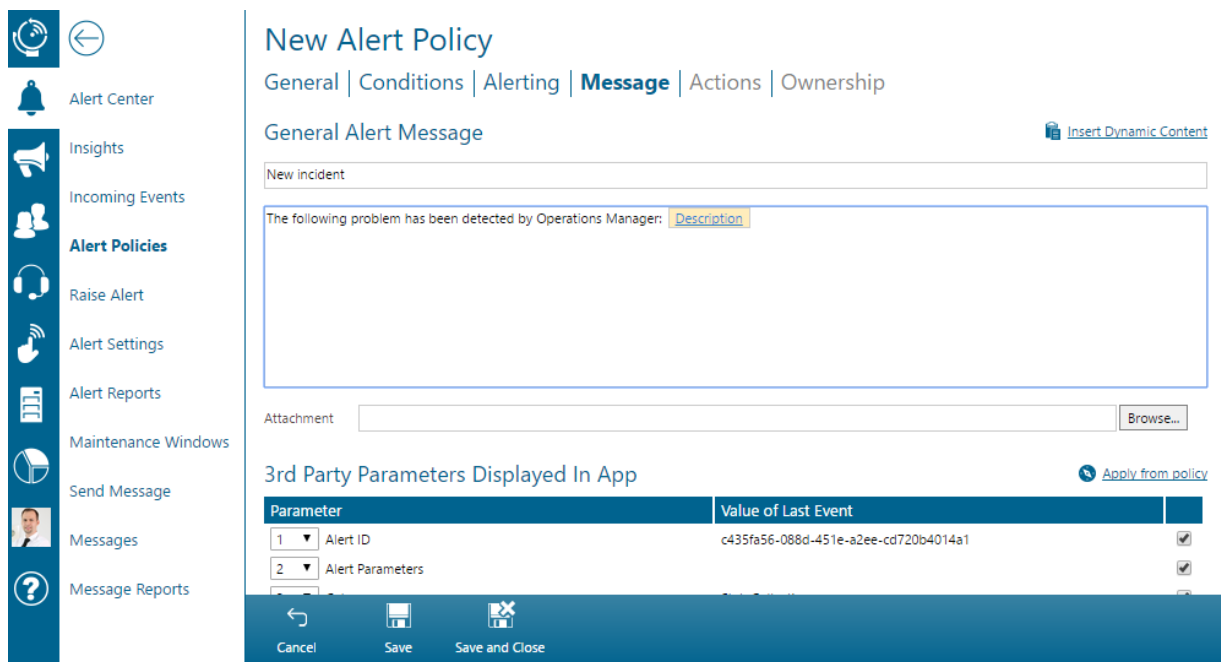 New Alert Policy
General | Conditions | Alerting | Message | Actions | Ownership
Alert Center
Insights
Incoming Events
Alert Policies
Raise Alert
Alert Settings
Alert Reports
Maintenance Windows
Send Message
Messages
Message Reports
General Alert Message
Insert Dynamic Content
New incident
The following problem has been detected by Operations Manager: Description
Attachment
Browse...
3rd Party Parameters Displayed In App
Apply from policy
Parameter Value of Last Event
1 Alert ID c435fa56-088d-451e-a2ee-cd720b4014a1
2 Alert Parameters
Cancel Save Save and Close